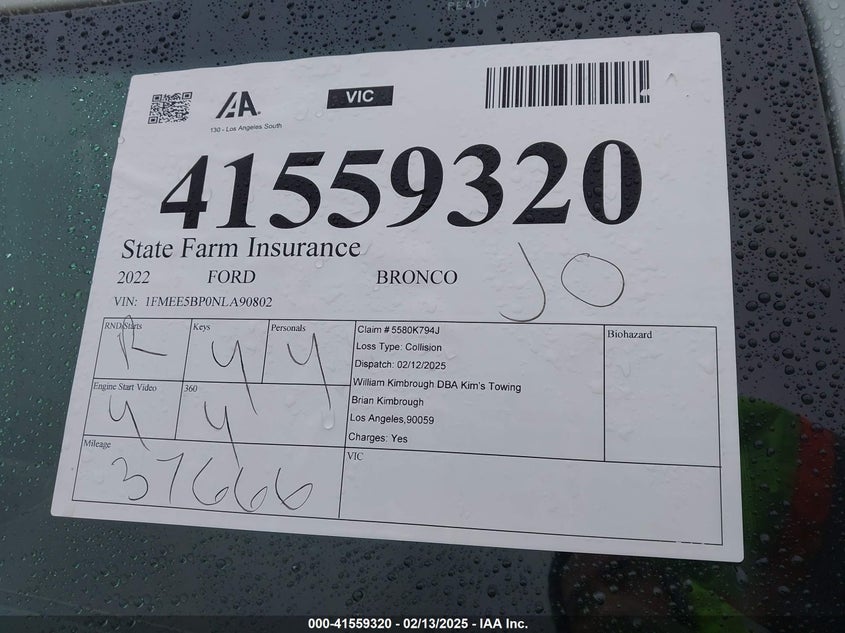 READY
IAA.
VIC
130 - Los Angeles South
41559320
State Farm Insurance
2022 FORD BRONCO
JO
VIN: 1FMEE5BP0NLA90802
RND/Starts Keys Personals
R Y Y
Engine Start Video 360
Y Y
Mileage
37666
Claim # 5580K794J
Loss Type: Collision
Dispatch: 02/12/2025
William Kimbrough DBA Kim's Towing
Brian Kimbrough
Los Angeles,90059
Charges: Yes
Biohazard
VIC
000-41559320 - 02/13/2025 - IAA Inc.